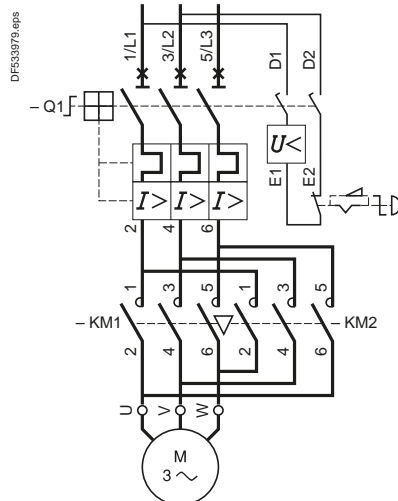 DF533979.eps
1/L1 3/L2 5/L3 D1 D2
– Q1
U<
E1 E2
I> I> I>
2 4 6
1 3 5 1 3 5
– KM1 – KM2
2 4 6 2 4 6
U V W
M
3 ~